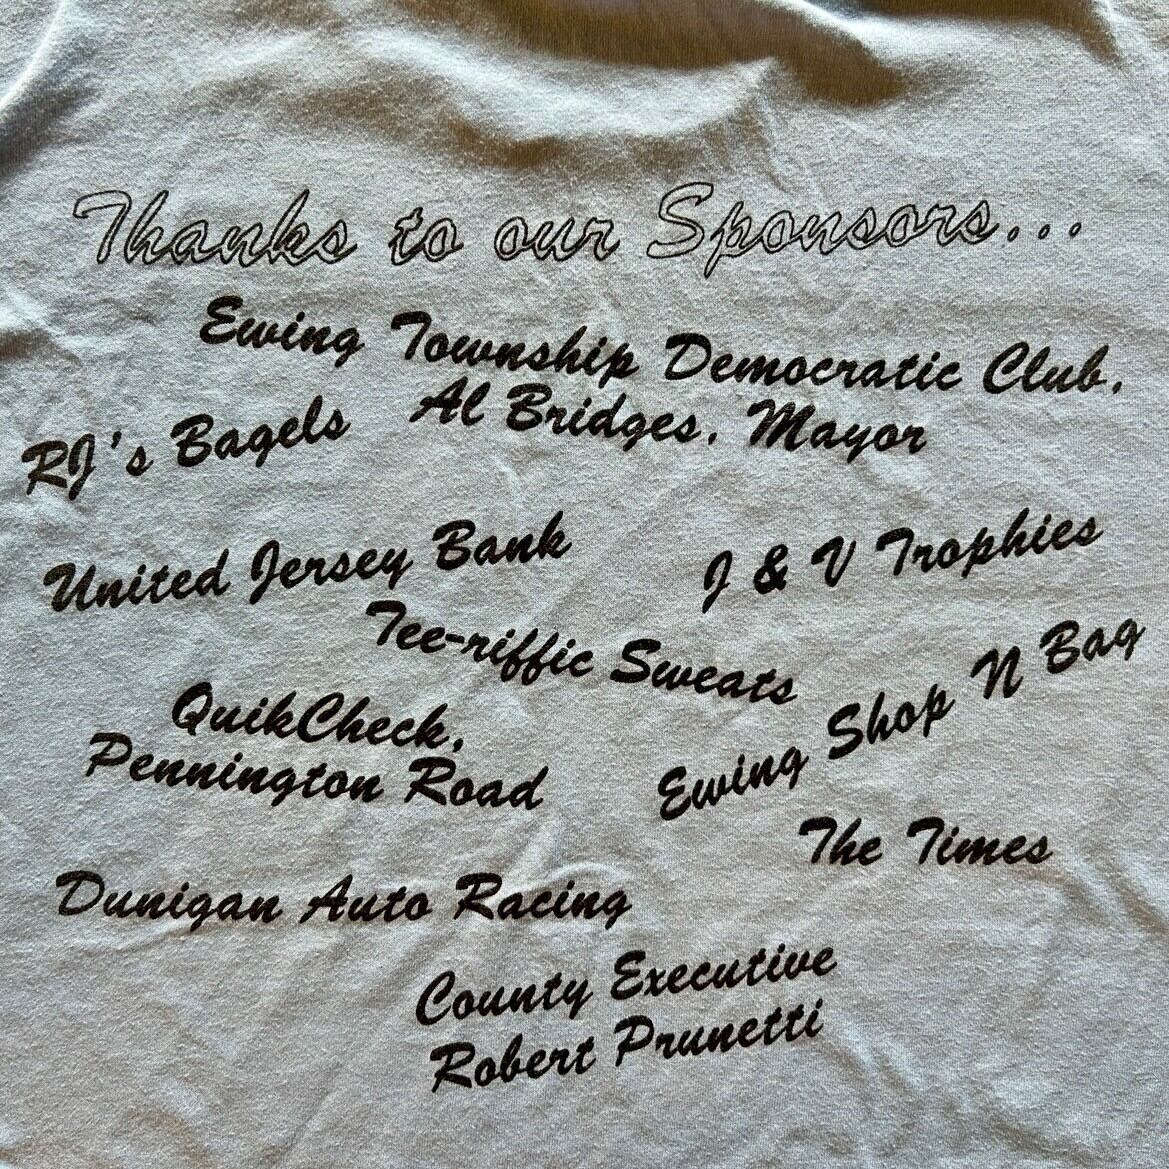 Thanks to our Sponsors...
Ewing Township Democratic Club,
Al Bridges, Mayor
RJ's Bagels
United Jersey Bank
J & V Trophies
Tee-riffic Sweats
QuikCheck,
Pennington Road
Ewing Shop N Bag
The Times
Dunigan Auto Racing
County Executive
Robert Prunetti